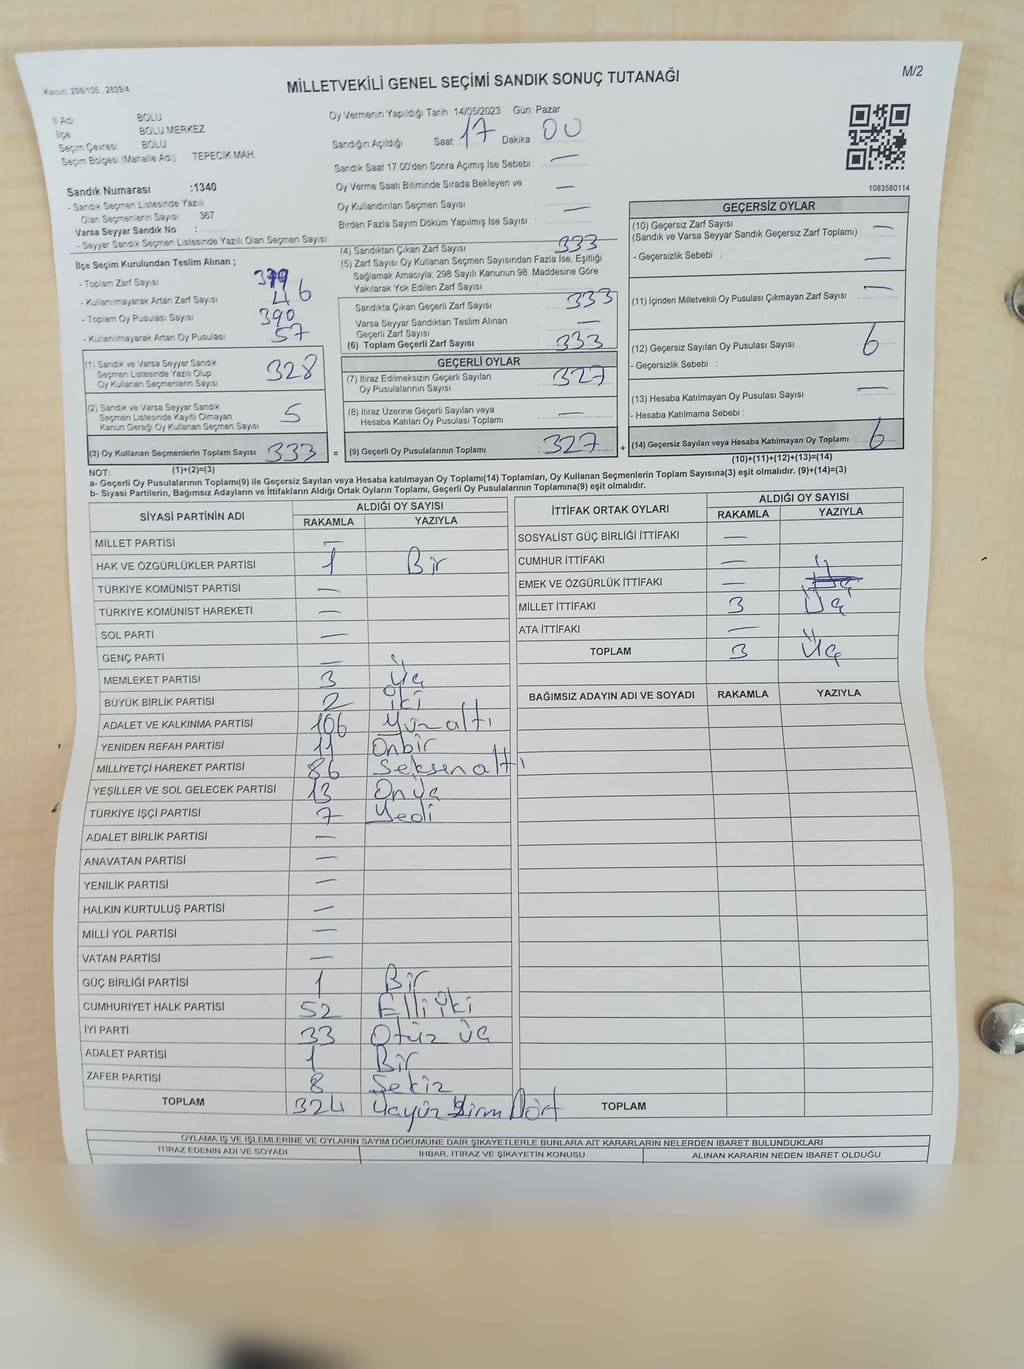 Kanun: 298/105 , 2839/4
MİLLETVEKİLİ GENEL SEÇİMİ SANDIK SONUÇ TUTANAĞI
M/2
İl Adı : BOLU
İlçe : BOLU MERKEZ
Seçim Çevresi : BOLU
Seçim Bölgesi (Mahalle Adı) : TEPECİK MAH.
Sandık Numarası :1340
- Sandık Seçmen Listesinde Yazılı
Olan Seçmenlerin Sayısı : 367
Varsa Seyyar Sandık No :
- Seyyar Sandık Seçmen Listesinde Yazılı Olan Seçmen Sayısı:
Oy Vermenin Yapıldığı Tarih 14/05/2023 Gün: Pazar
Sandığın Açıldığı Saat 17 Dakika 00
Sandık Saat 17.00'den Sonra Açılmış İse Sebebi : —
Oy Verme Saati Bitiminde Sırada Bekleyen ve —
Oy Kullandırılan Seçmen Sayısı : —
Birden Fazla Sayım Döküm Yapılmış İse Sayısı :
1083580114
İlçe Seçim Kurulundan Teslim Alınan ;
- Toplam Zarf Sayısı : 379
- Kullanılmayarak Artan Zarf Sayısı : 46
- Toplam Oy Pusulası Sayısı : 390
- Kullanılmayarak Artan Oy Pusulası : 57
(1) Sandık ve Varsa Seyyar Sandık
Seçmen Listesinde Yazılı Olup
Oy Kullanan Seçmenlerin Sayısı 328
(2) Sandık ve Varsa Seyyar Sandık
Seçmen Listesinde Kayıtlı Olmayan
Kanun Gereği Oy Kullanan Seçmen Sayısı 5
(3) Oy Kullanan Seçmenlerin Toplam Sayısı 333 =
(4) Sandıktan Çıkan Zarf Sayısı : 333
(5) Zarf Sayısı Oy Kullanan Seçmen Sayısından Fazla İse, Eşitliği
Sağlamak Amacıyla; 298 Sayılı Kanunun 98. Maddesine Göre
Yakılarak Yok Edilen Zarf Sayısı :
Sandıkta Çıkan Geçerli Zarf Sayısı : 333
Varsa Seyyar Sandıktan Teslim Alınan
Geçerli Zarf Sayısı : —
(6) Toplam Geçerli Zarf Sayısı : 333
GEÇERLİ OYLAR
(7) İtiraz Edilmeksizin Geçerli Sayılan
Oy Pusulalarının Sayısı : 327
(8) İtiraz Üzerine Geçerli Sayılan veya
Hesaba Katılan Oy Pusulası Toplamı : —
(9) Geçerli Oy Pusulalarının Toplamı : 327 +
GEÇERSİZ OYLAR
(10) Geçersiz Zarf Sayısı
(Sandık ve Varsa Seyyar Sandık Geçersiz Zarf Toplamı) : —
- Geçersizlik Sebebi : —
(11) İçinden Milletvekili Oy Pusulası Çıkmayan Zarf Sayısı : —
(12) Geçersiz Sayılan Oy Pusulası Sayısı : 6
- Geçersizlik Sebebi :
(13) Hesaba Katılmayan Oy Pusulası Sayısı : —
- Hesaba Katılmama Sebebi :
(14) Geçersiz Sayılan veya Hesaba Katılmayan Oy Toplamı : 6
NOT: (1)+(2)=(3)
(10)+(11)+(12)+(13)=(14)
a- Geçerli Oy Pusulalarının Toplamı(9) ile Geçersiz Sayılan veya Hesaba katılmayan Oy Toplamı(14) Toplamları, Oy Kullanan Seçmenlerin Toplam Sayısına(3) eşit olmalıdır. (9)+(14)=(3)
b- Siyasi Partilerin, Bağımsız Adayların ve İttifakların Aldığı Ortak Oyların Toplamı, Geçerli Oy Pusulalarının Toplamına(9) eşit olmalıdır.
SİYASİ PARTİNİN ADI ALDIĞI OY SAYISI
RAKAMLA YAZIYLA
MİLLET PARTİSİ —
HAK VE ÖZGÜRLÜKLER PARTİSİ 1 Bir
TÜRKİYE KOMÜNİST PARTİSİ —
TÜRKİYE KOMÜNİST HAREKETİ —
SOL PARTİ —
GENÇ PARTİ —
MEMLEKET PARTİSİ 3 Üç
BÜYÜK BİRLİK PARTİSİ 2 iki
ADALET VE KALKINMA PARTİSİ 106 Yüz altı
YENİDEN REFAH PARTİSİ 11 Onbir
MİLLİYETÇİ HAREKET PARTİSİ 86 Seksen altı
YEŞİLLER VE SOL GELECEK PARTİSİ 13 Onüç
TÜRKİYE İŞÇİ PARTİSİ 7 Yedi
ADALET BİRLİK PARTİSİ —
ANAVATAN PARTİSİ —
YENİLİK PARTİSİ —
HALKIN KURTULUŞ PARTİSİ —
MİLLİ YOL PARTİSİ —
VATAN PARTİSİ —
GÜÇ BİRLİĞİ PARTİSİ 1 Bir
CUMHURİYET HALK PARTİSİ 52 Elli iki
İYİ PARTİ 33 Otüz üç
ADALET PARTİSİ 1 Bir
ZAFER PARTİSİ 8 Sekiz
TOPLAM 324
İTTİFAK ORTAK OYLARI ALDIĞI OY SAYISI
RAKAMLA YAZIYLA
SOSYALİST GÜÇ BİRLİĞİ İTTİFAKI —
CUMHUR İTTİFAKI —
EMEK VE ÖZGÜRLÜK İTTİFAKI —
MİLLET İTTİFAKI 3 Üç
ATA İTTİFAKI —
TOPLAM 3 Üç
BAĞIMSIZ ADAYIN ADI VE SOYADI RAKAMLA YAZIYLA
TOPLAM
OYLAMA İŞ VE İŞLEMLERİNE VE OYLARIN SAYIM DÖKÜMÜNE DAİR ŞİKAYETLERLE BUNLARA AİT KARARLARIN NELERDEN İBARET BULUNDUKLARI
İTİRAZ EDENİN ADI VE SOYADI İHBAR, İTİRAZ VE ŞİKAYETİN KONUSU ALINAN KARARIN NEDEN İBARET OLDUĞU